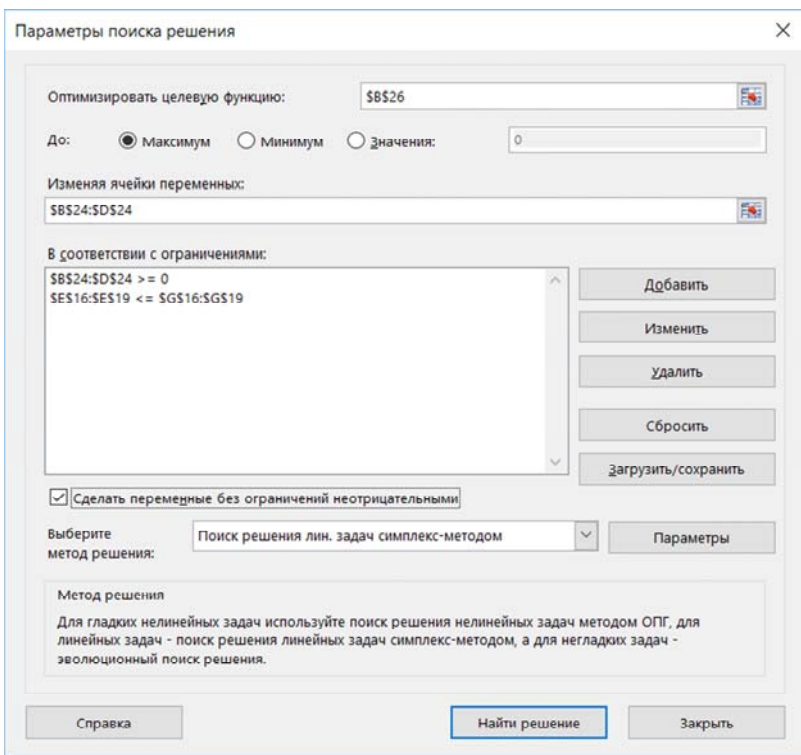 Параметры поиска решения
Оптимизировать целевую функцию: $B$26
До: Максимум Минимум Значения: 0
Изменяя ячейки переменных:
$B$24:$D$24
В соответствии с ограничениями:
$B$24:$D$24 >= 0
$E$16:$E$19 <= $G$16:$G$19
Добавить
Изменить
Удалить
Сбросить
Загрузить/сохранить
Сделать переменные без ограничений неотрицательными
Выберите
метод решения:
Поиск решения лин. задач симплекс-методом
Параметры
Метод решения
Для гладких нелинейных задач используйте поиск решения нелинейных задач методом ОПГ, для
линейных задач - поиск решения линейных задач симплекс-методом, а для негладких задач -
эволюционный поиск решения.
Справка
Найти решение
Закрыть